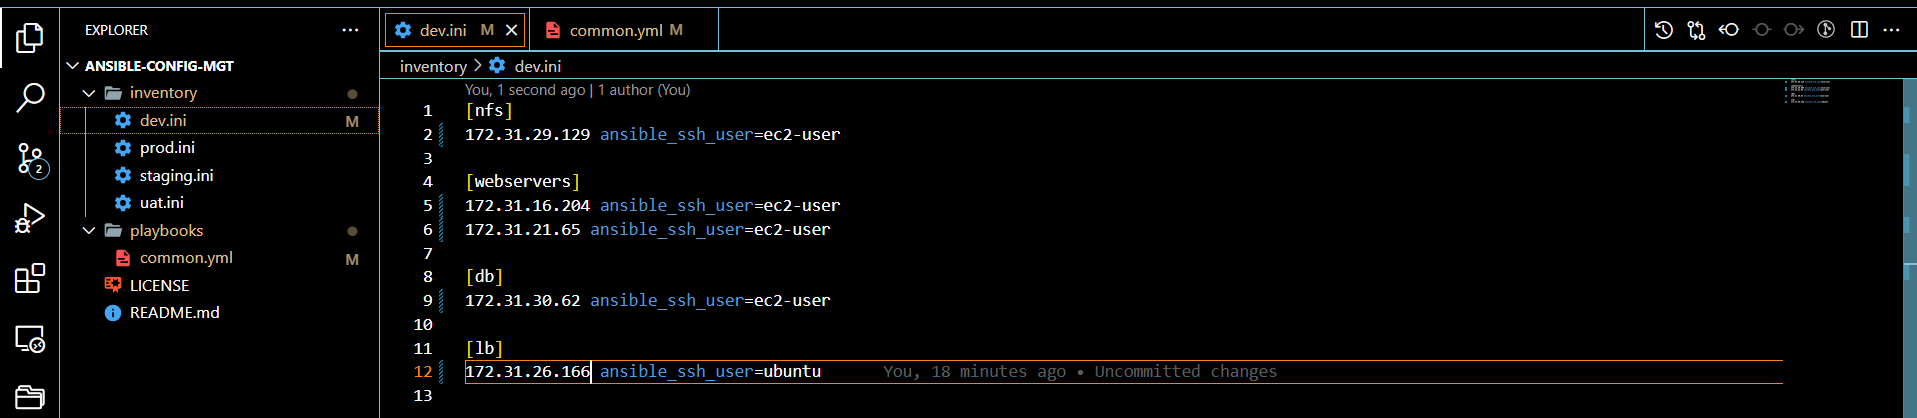 EXPLORER
ANSIBLE-CONFIG-MGT
inventory
dev.ini M
prod.ini
staging.ini
uat.ini
playbooks
common.yml M
LICENSE
README.md
2
dev.ini M
common.yml M
inventory > dev.ini
You, 1 second ago | 1 author (You)
1 [nfs]
2 172.31.29.129 ansible_ssh_user=ec2-user
3
4 [webservers]
5 172.31.16.204 ansible_ssh_user=ec2-user
6 172.31.21.65 ansible_ssh_user=ec2-user
7
8 [db]
9 172.31.30.62 ansible_ssh_user=ec2-user
10
11 [lb]
12 172.31.26.166 ansible_ssh_user=ubuntu You, 18 minutes ago • Uncommitted changes
13